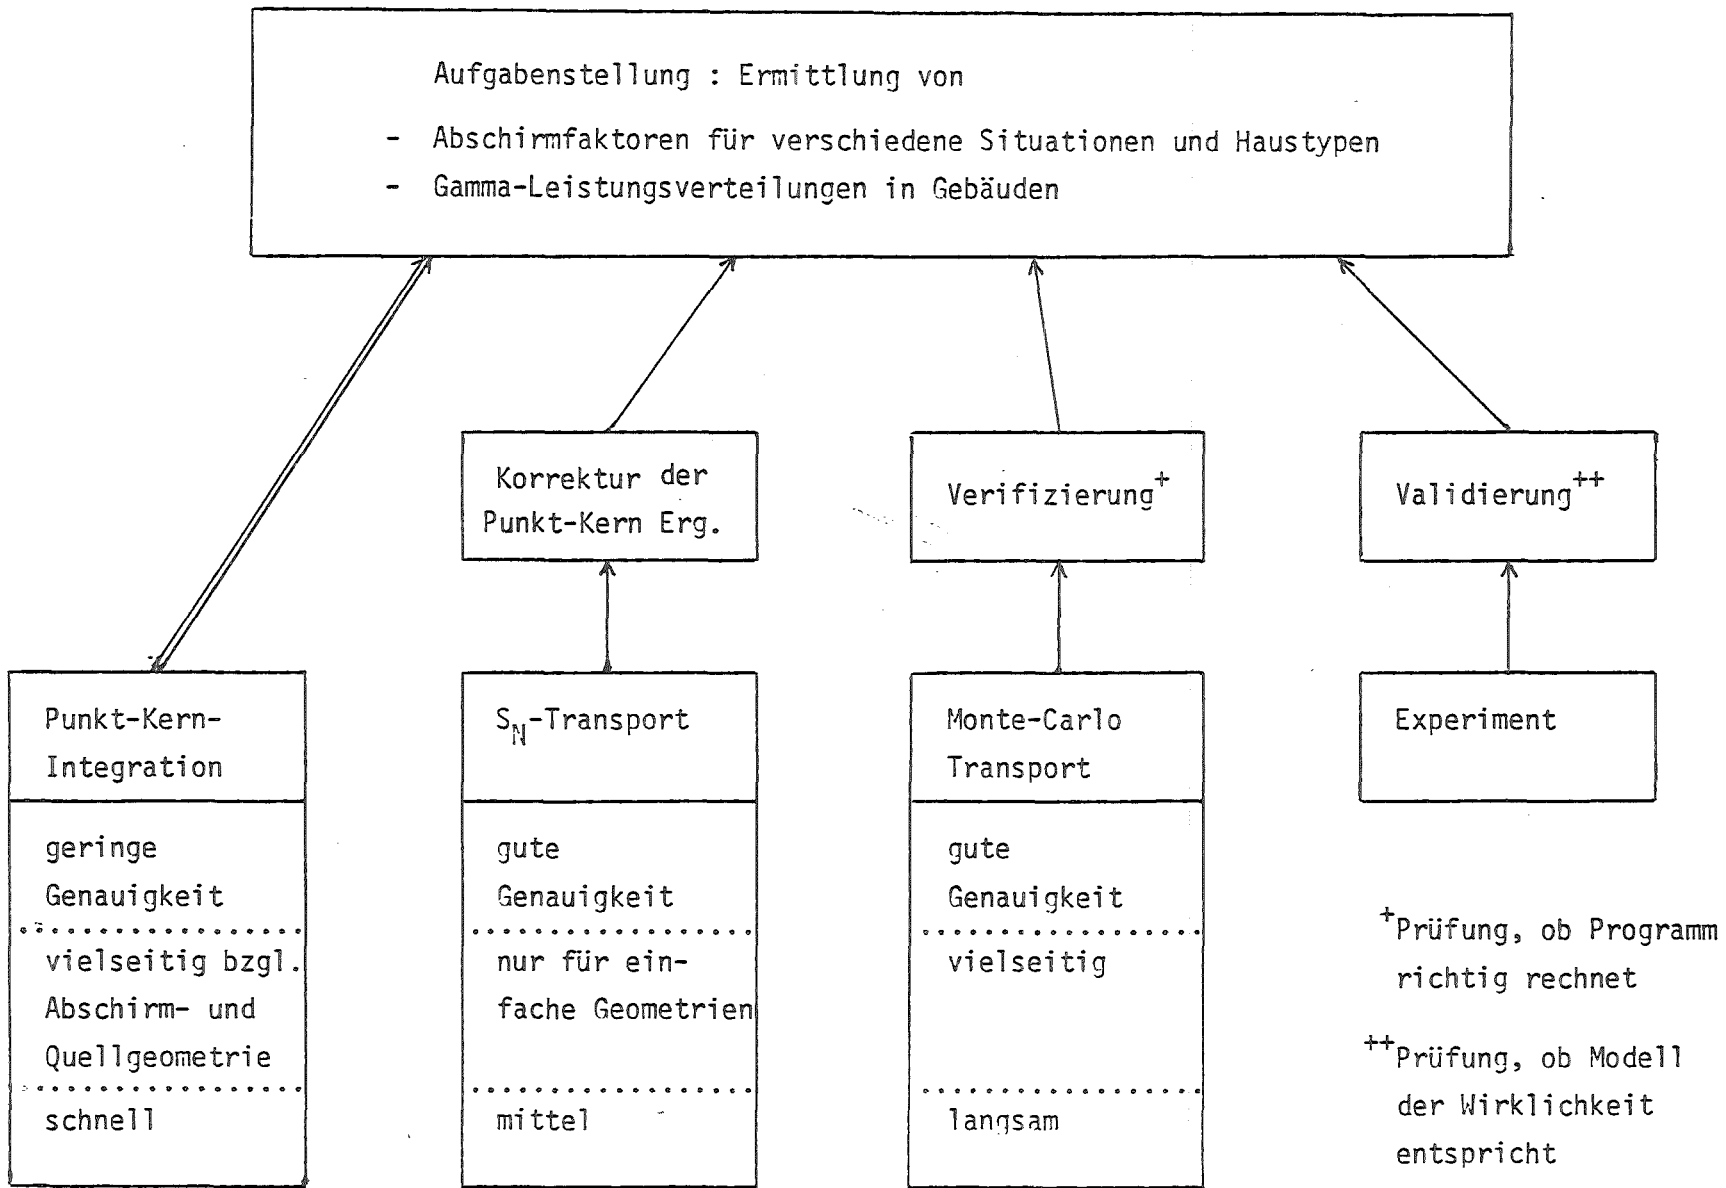 Aufgabenstellung : Ermittlung von
- Abschirmfaktoren für verschiedene Situationen und Haustypen
- Gamma-Leistungsverteilungen in Gebäuden
Korrektur der
Punkt-Kern Erg.
Verifizierung+
Validierung++
Punkt-Kern-
Integration
geringe
Genauigkeit
vielseitig bzgl.
Abschirm- und
Quellgeometrie
schnell
SN-Transport
gute
Genauigkeit
nur für ein-
fache Geometrien
mittel
Monte-Carlo
Transport
gute
Genauigkeit
vielseitig
langsam
Experiment
+Prüfung, ob Programm
richtig rechnet
++Prüfung, ob Modell
der Wirklichkeit
entspricht